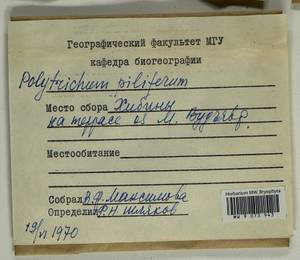 Географический факультет МГУ
кафедра биогеографии
Polytrichum piliferum
Место сбора Хибины
на террасе оз М. Вудъявр.
Местообитание
Собрал В.Ф. Максимова
Определил Р.Н. Шляков
19/VI 1970
Herbarium MW, Bryophyta